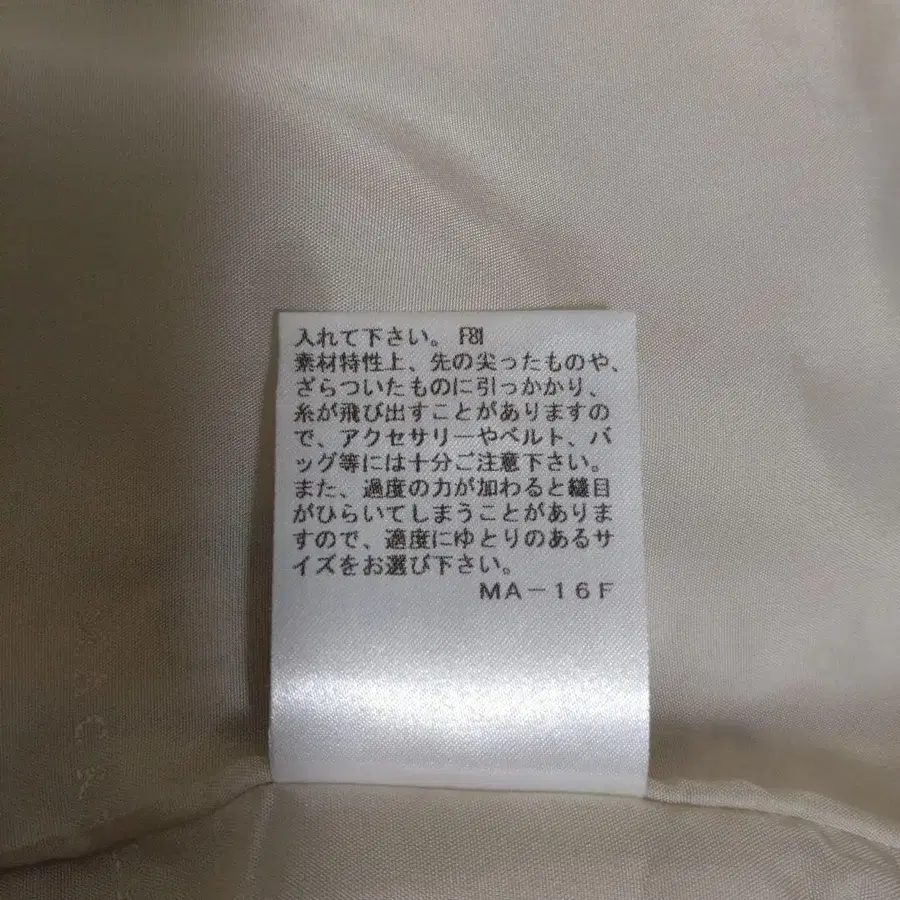 入れて下さい。 F81
素材特性上、先の尖ったものや、
ざらついたものに引っかかり、
糸が飛び出すことがありますの
で、アクセサリーやベルト、バ
ッグ等には十分ご注意下さい。
また、過度の力が加わると縫目
がひらいてしまうことがありま
すので、適度にゆとりのあるサ
イズをお選び下さい。
MA-16F